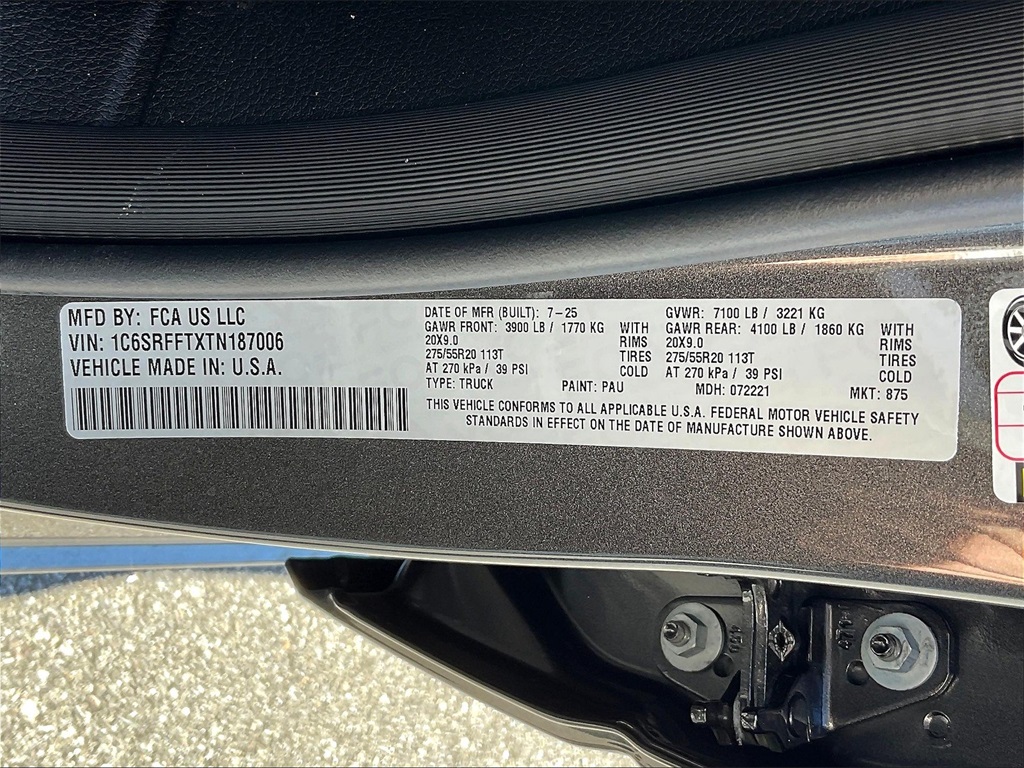 MFD BY: FCA US LLC
VIN: 1C6SRFFTXTN187006
VEHICLE MADE IN: U.S.A.
DATE OF MFR (BUILT): 7-25
GAWR FRONT: 3900 LB / 1770 KG WITH
20X9.0 RIMS
275/55R20 113T TIRES
AT 270 kPa / 39 PSI COLD
TYPE: TRUCK PAINT: PAU
GVWR: 7100 LB / 3221 KG
GAWR REAR: 4100 LB / 1860 KG WITH
20X9.0 RIMS
275/55R20 113T TIRES
AT 270 kPa / 39 PSI COLD
MDH: 072221 MKT: 875
THIS VEHICLE CONFORMS TO ALL APPLICABLE U.S.A. FEDERAL MOTOR VEHICLE SAFETY
STANDARDS IN EFFECT ON THE DATE OF MANUFACTURE SHOWN ABOVE.